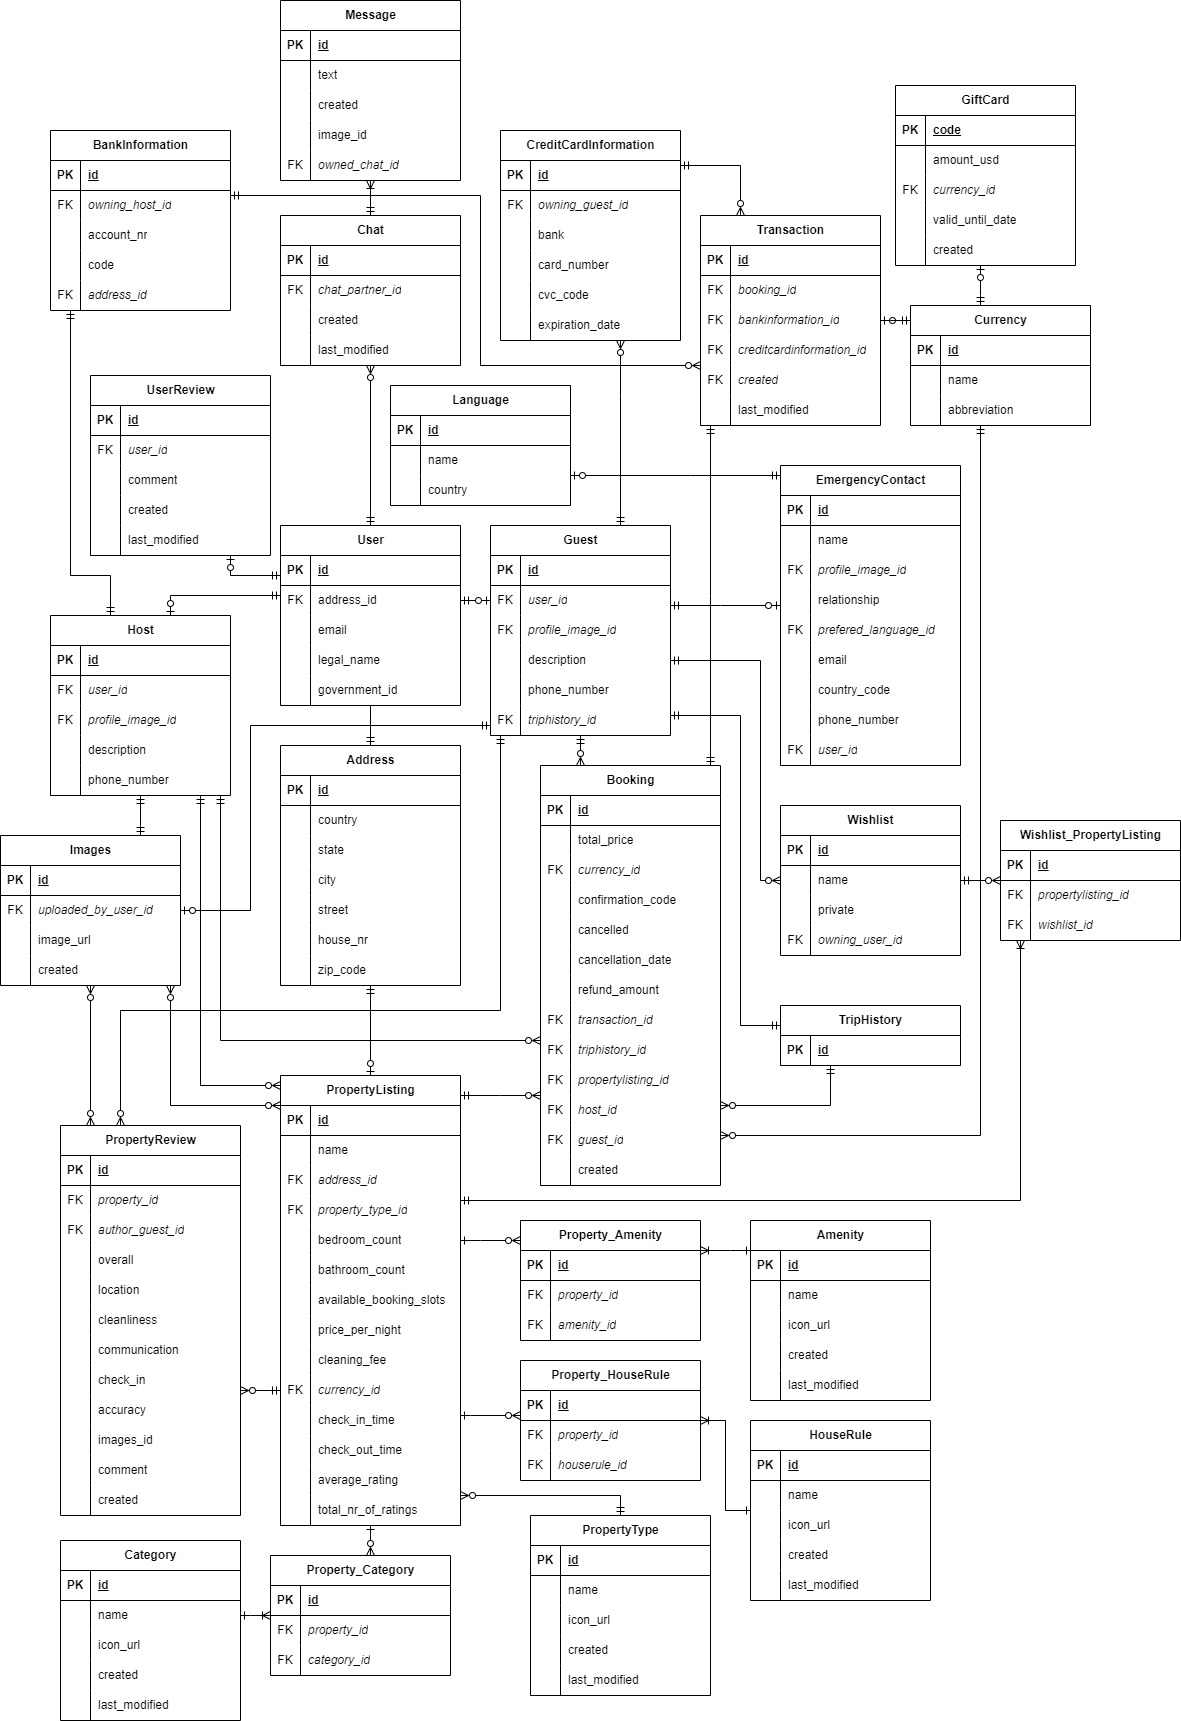 Message
PK id
text
created
image_id
FK owned_chat_id
GiftCard
PK code
amount_usd
FK currency_id
valid_until_date
created
BankInformation
PK id
FK owning_host_id
account_nr
code
FK address_id
CreditCardInformation
PK id
FK owning_guest_id
bank
card_number
cvc_code
expiration_date
Chat
PK id
FK chat_partner_id
created
last_modified
Transaction
PK id
FK booking_id
FK bankinformation_id
FK creditcardinformation_id
FK created
last_modified
Currency
PK id
name
abbreviation
UserReview
PK id
FK user_id
comment
created
last_modified
Language
PK id
name
country
EmergencyContact
PK id
name
FK profile_image_id
relationship
FK prefered_language_id
email
country_code
phone_number
FK user_id
User
PK id
FK address_id
email
legal_name
government_id
Guest
PK id
FK user_id
FK profile_image_id
description
phone_number
FK triphistory_id
Host
PK id
FK user_id
FK profile_image_id
description
phone_number
Address
PK id
country
state
city
street
house_nr
zip_code
Booking
PK id
total_price
FK currency_id
confirmation_code
cancelled
cancellation_date
refund_amount
FK transaction_id
FK triphistory_id
FK propertylisting_id
FK host_id
FK guest_id
created
Wishlist
PK id
name
private
FK owning_user_id
Wishlist_PropertyListing
PK id
FK propertylisting_id
FK wishlist_id
Images
PK id
FK uploaded_by_user_id
image_url
created
TripHistory
PK id
PropertyListing
PK id
name
FK address_id
FK property_type_id
bedroom_count
bathroom_count
available_booking_slots
price_per_night
cleaning_fee
FK currency_id
check_in_time
check_out_time
average_rating
total_nr_of_ratings
PropertyReview
PK id
FK property_id
FK author_guest_id
overall
location
cleanliness
communication
check_in
accuracy
images_id
comment
created
Property_Amenity
PK id
FK property_id
FK amenity_id
Amenity
PK id
name
icon_url
created
last_modified
Property_HouseRule
PK id
FK property_id
FK houserule_id
HouseRule
PK id
name
icon_url
created
last_modified
PropertyType
PK id
name
icon_url
created
last_modified
Category
PK id
name
icon_url
created
last_modified
Property_Category
PK id
FK property_id
FK category_id